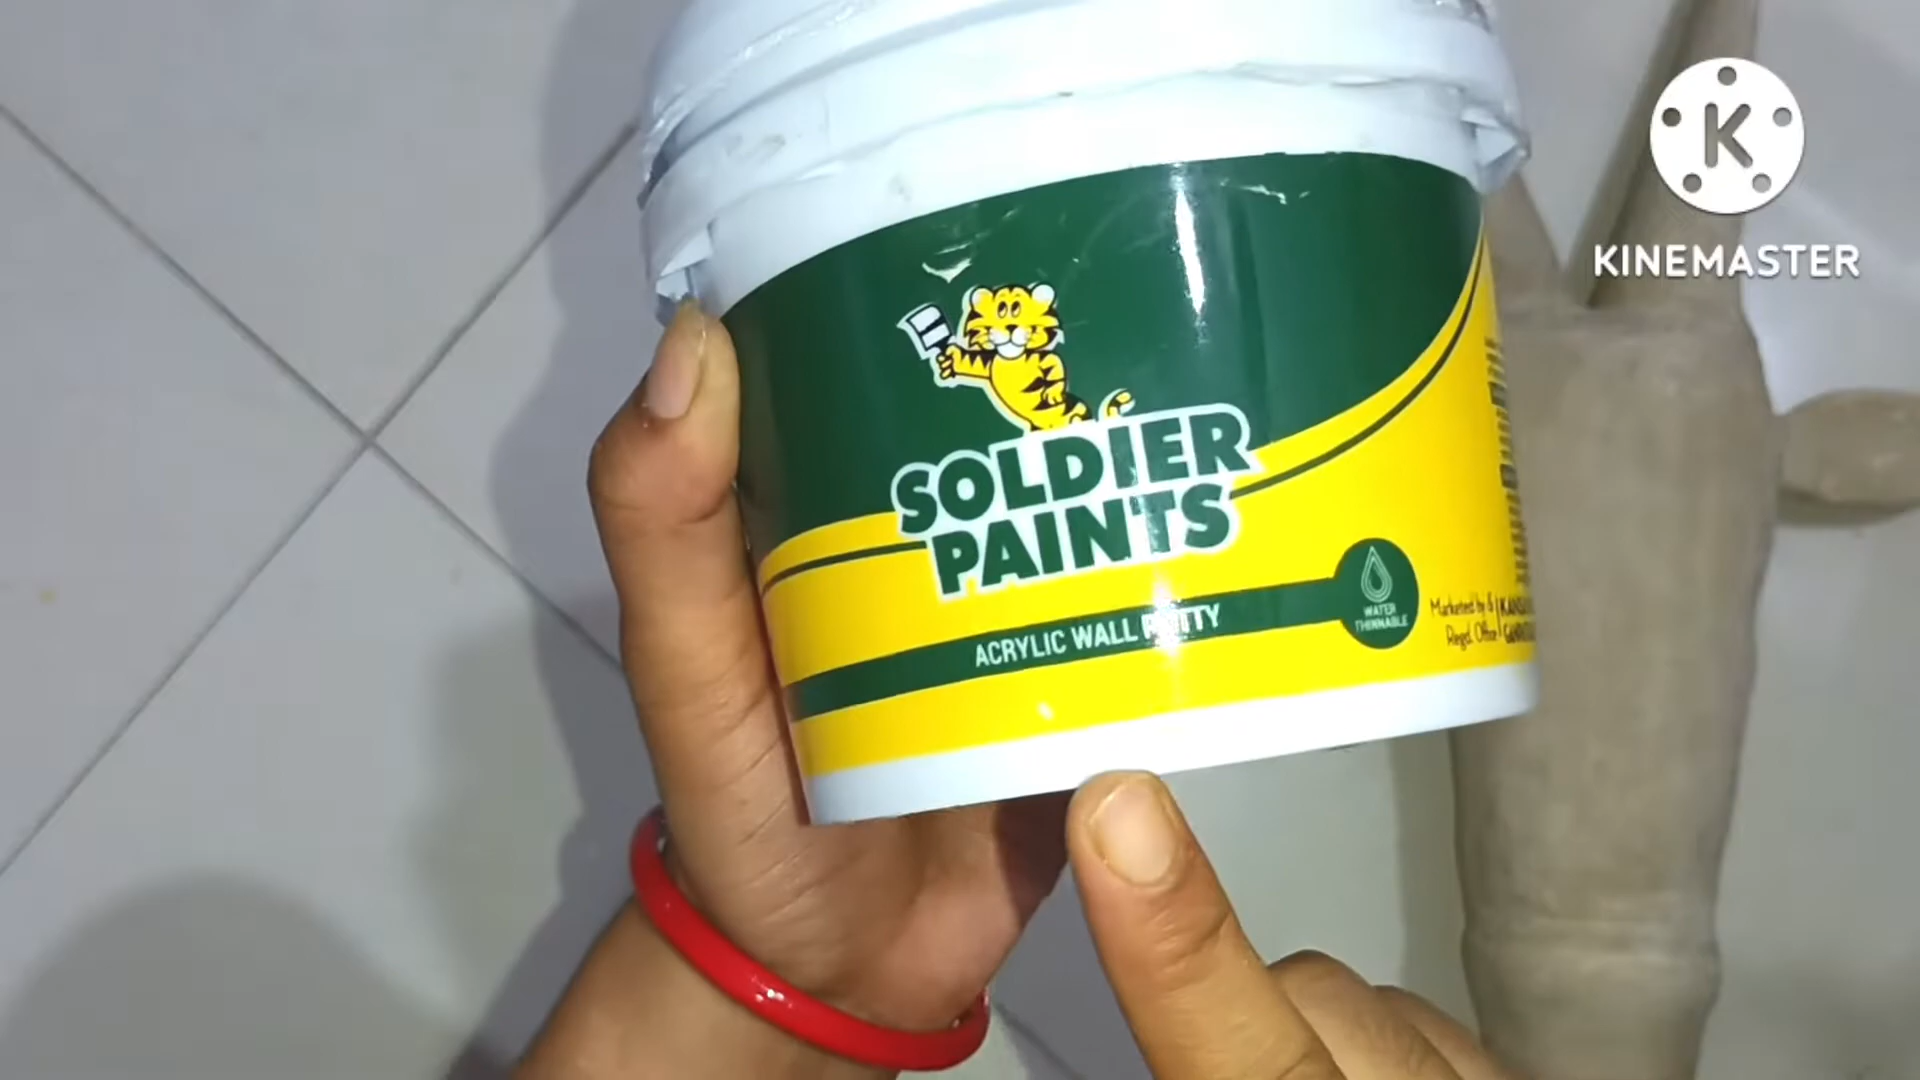 K
KINEMASTER
SOLDIER
PAINTS
ACRYLIC WALL PUTTY
WATER
THINNABLE
Marketed by &
Regd. Office